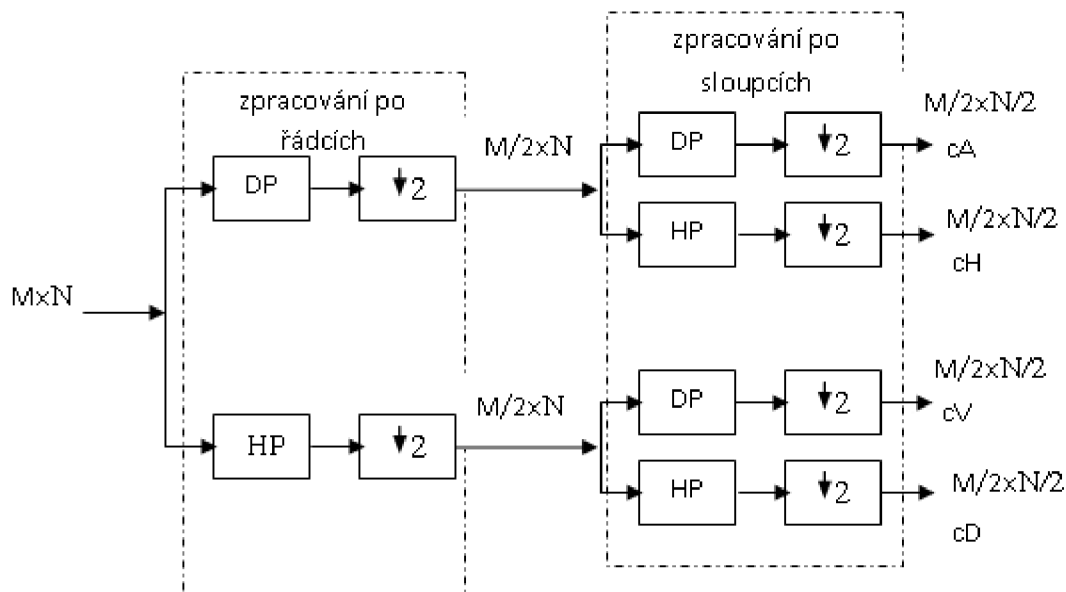 zpracování po
sloupcích
zpracování po
řádcích
M/2xN/2
cA
M/2xN
DP
↓2
DP
↓2
HP
↓2
M/2xN/2
cH
MxN
M/2xN/2
cV
M/2xN
DP
↓2
HP
↓2
HP
↓2
M/2xN/2
cD